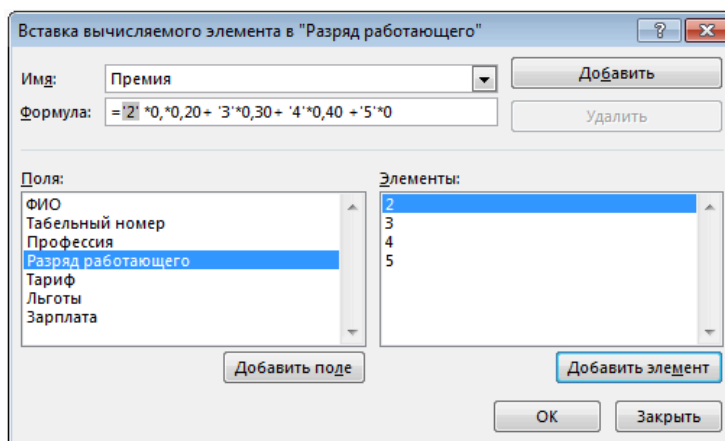 Вставка вычисляемого элемента в "Разряд работающего"
Имя: Премия Добавить
Формула: ='2' *0,*0,20+ '3'*0,30+ '4'*0,40 +'5'*0 Удалить
Поля: Элементы:
ФИО 2
Табельный номер 3
Профессия 4
Разряд работающего 5
Тариф
Льготы
Зарплата
Добавить поле Добавить элемент
ОК Закрыть